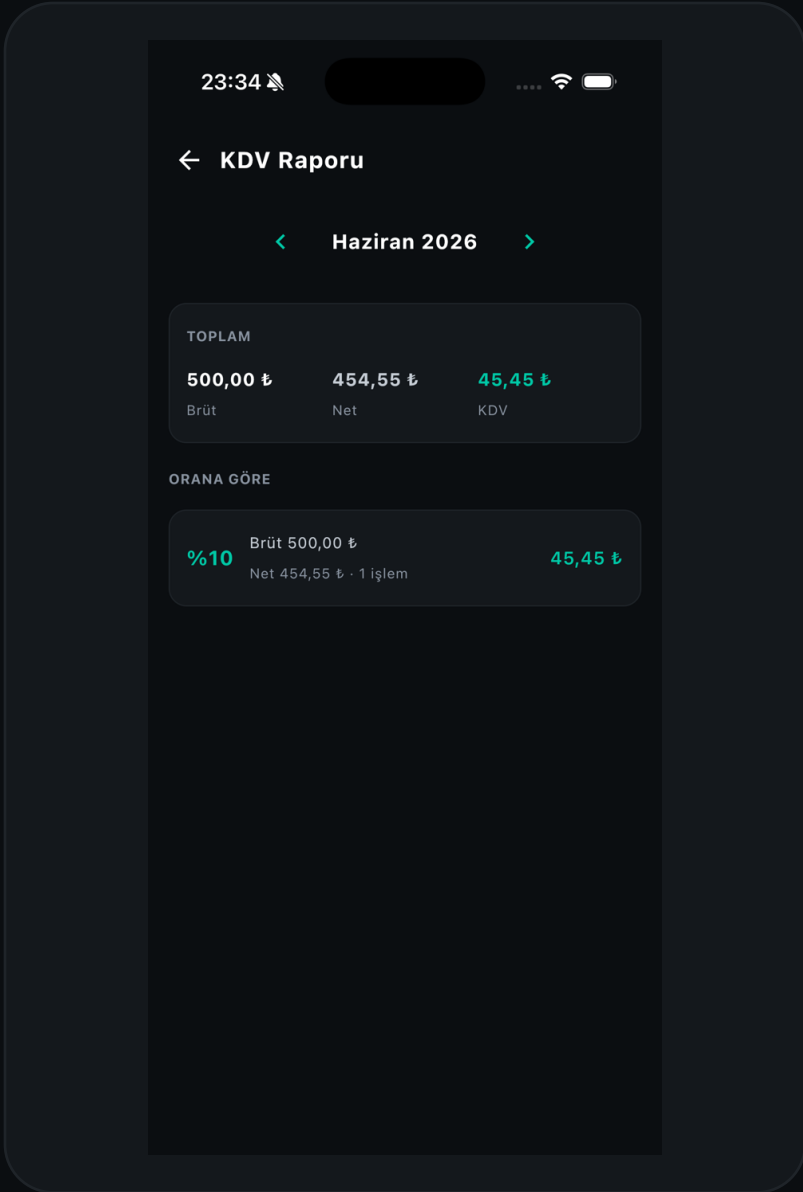 23:34
KDV Raporu
Haziran 2026
TOPLAM
500,00 ₺ 454,55 ₺ 45,45 ₺
Brüt Net KDV
ORANA GÖRE
%10
Brüt 500,00 ₺
Net 454,55 ₺ · 1 işlem
45,45 ₺